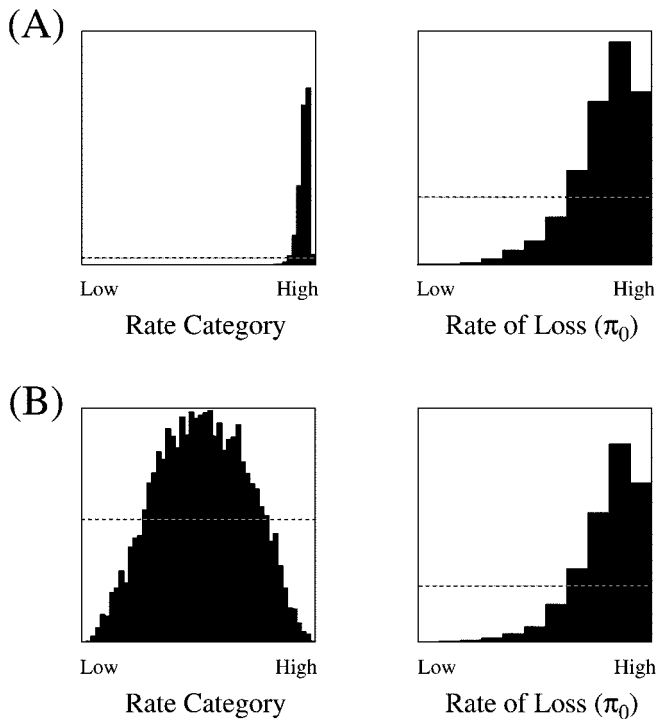 (A)
Low High Low High
Rate Category Rate of Loss (π₀)
(B)
Low High Low High
Rate Category Rate of Loss (π₀)